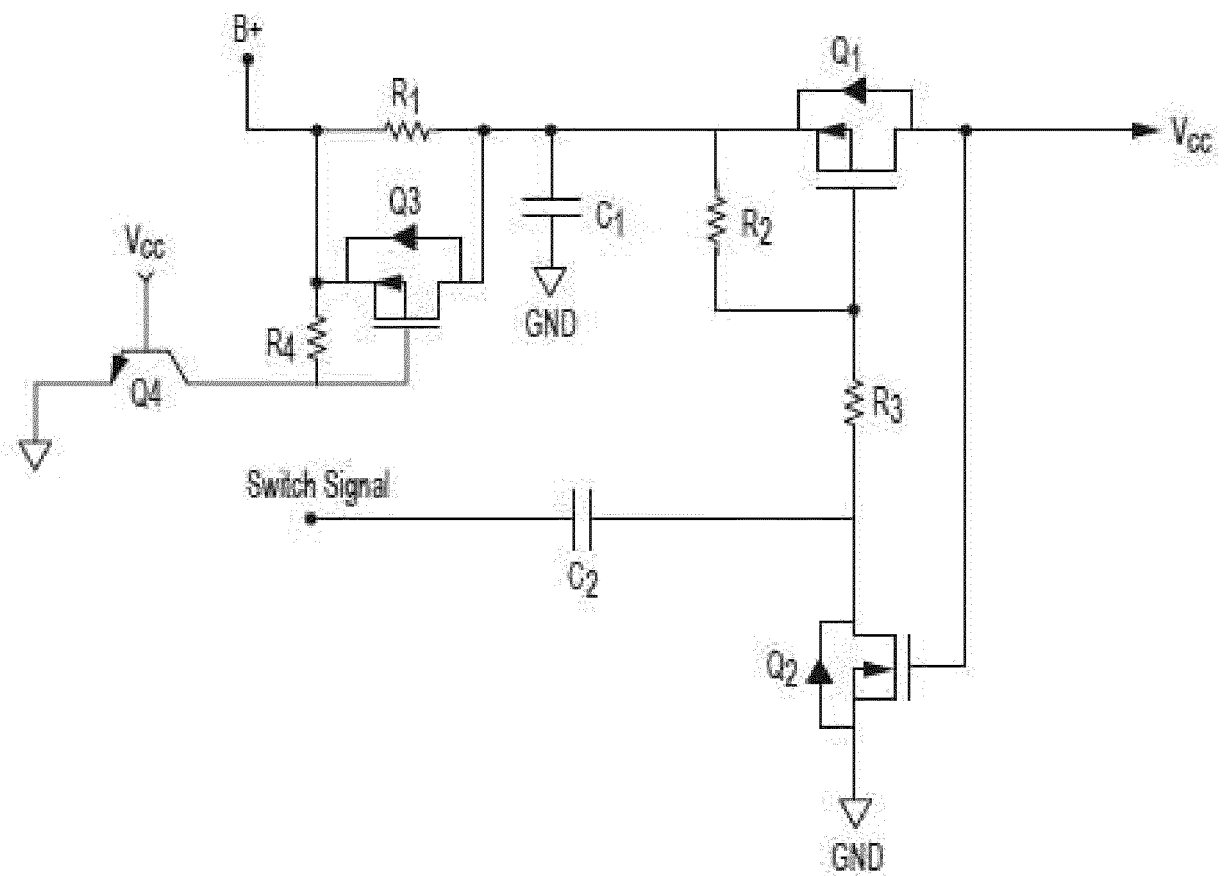 B+
Q1
R1
Vcc
Q3
C1
R2
Vcc
GND
R4
Q4
R3
Switch Signal
C2
Q2
GND